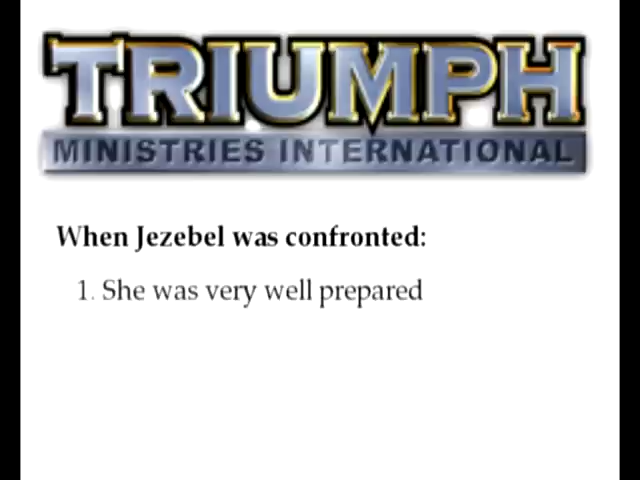 TRIUMPH
MINISTRIES INTERNATIONAL
When Jezebel was confronted:
1. She was very well prepared